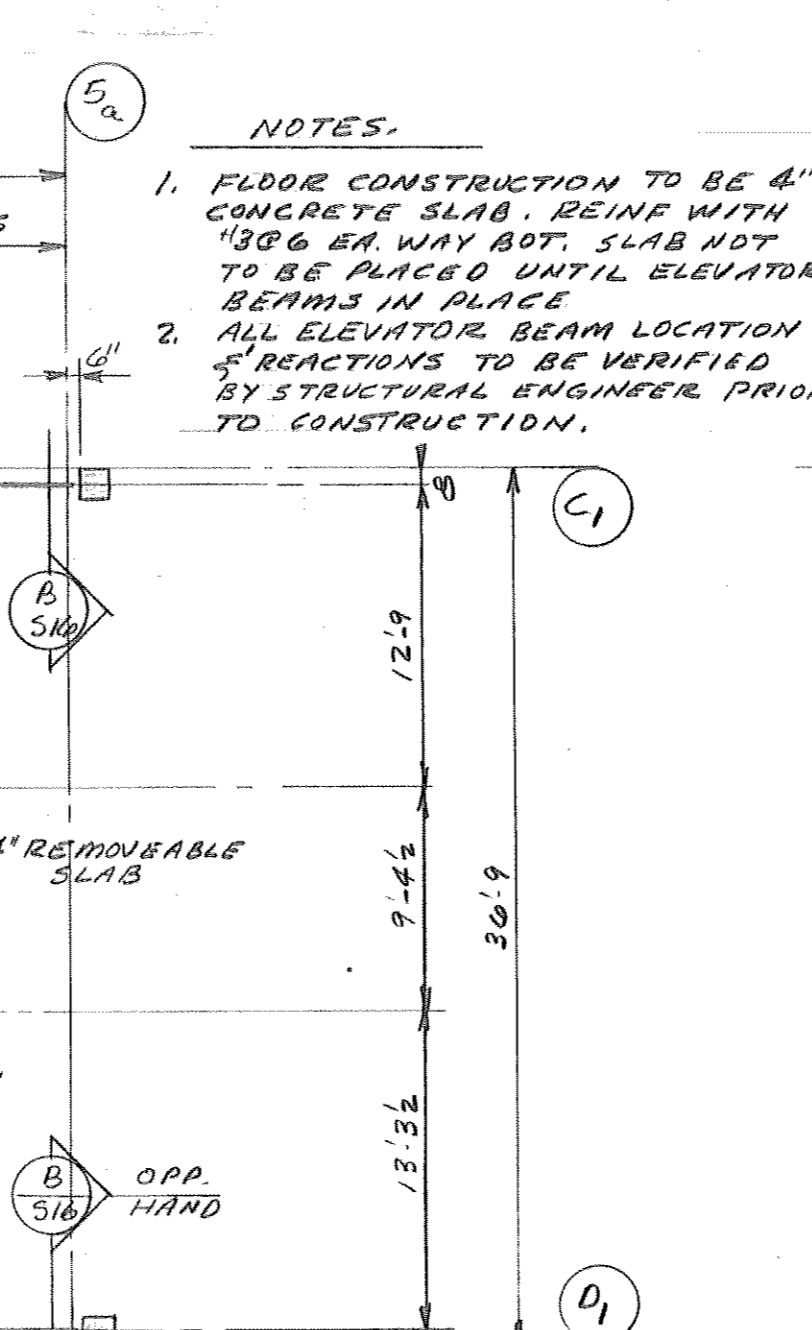 5a
NOTES.
1. FLOOR CONSTRUCTION TO BE 4"
CONCRETE SLAB. REINF WITH
#3@6 EA. WAY BOT. SLAB NOT
TO BE PLACED UNTIL ELEVATOR
BEAMS IN PLACE
2. ALL ELEVATOR BEAM LOCATION
& REACTIONS TO BE VERIFIED
BY STRUCTURAL ENGINEER PRIOR
TO CONSTRUCTION.
6"
8
C1
B
S16
12'-9
4" REMOVEABLE
SLAB
9'-4½
36'-9
13'-3½
B
S16
OPP.
HAND
D1